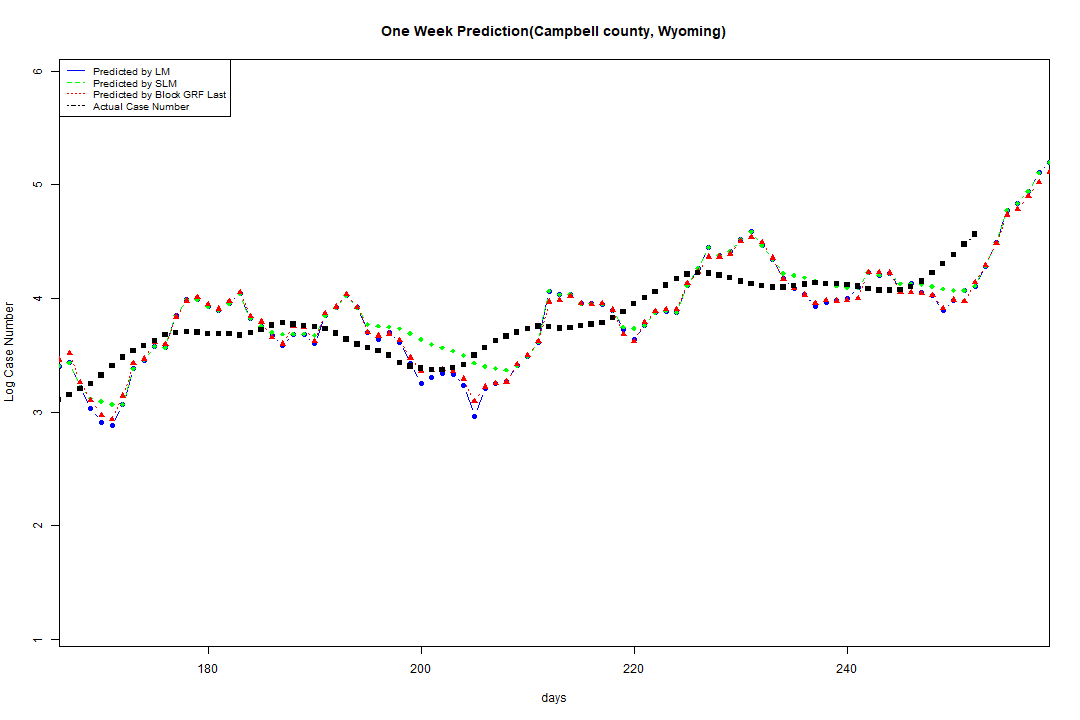 One Week Prediction(Campbell county, Wyoming)
Predicted by LM
Predicted by SLM
Predicted by Block GRF Last
Actual Case Number
6
5
4
3
2
1
Log Case Number
180
200
220
240
days